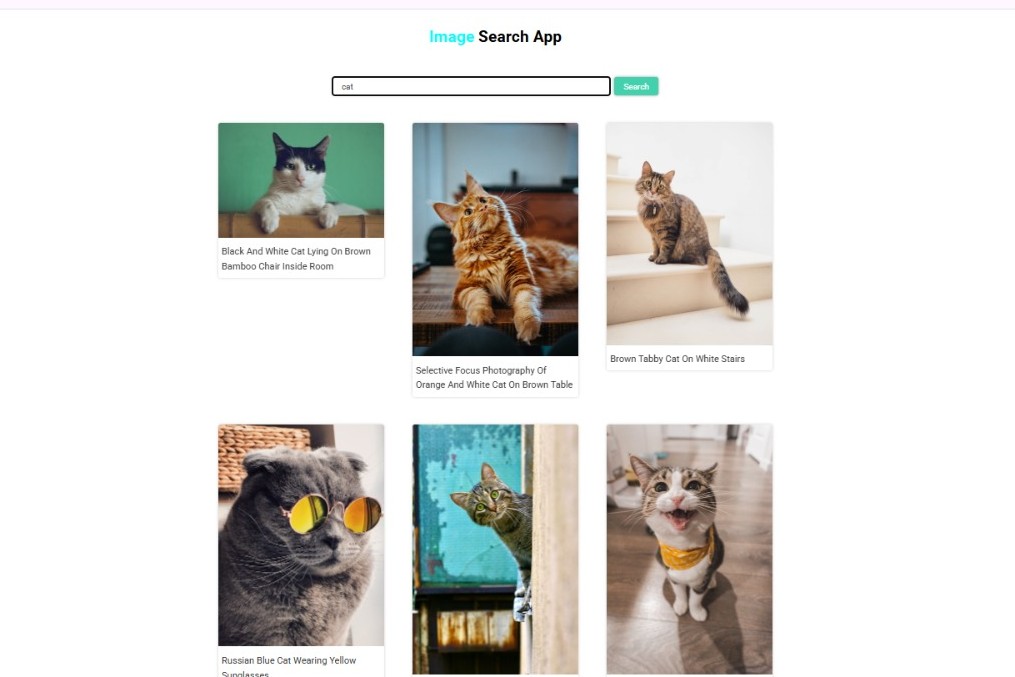 Image Search App
cat
Search
Black And White Cat Lying On Brown
Bamboo Chair Inside Room
Selective Focus Photography Of
Orange And White Cat On Brown Table
Brown Tabby Cat On White Stairs
Russian Blue Cat Wearing Yellow
Sunglasses